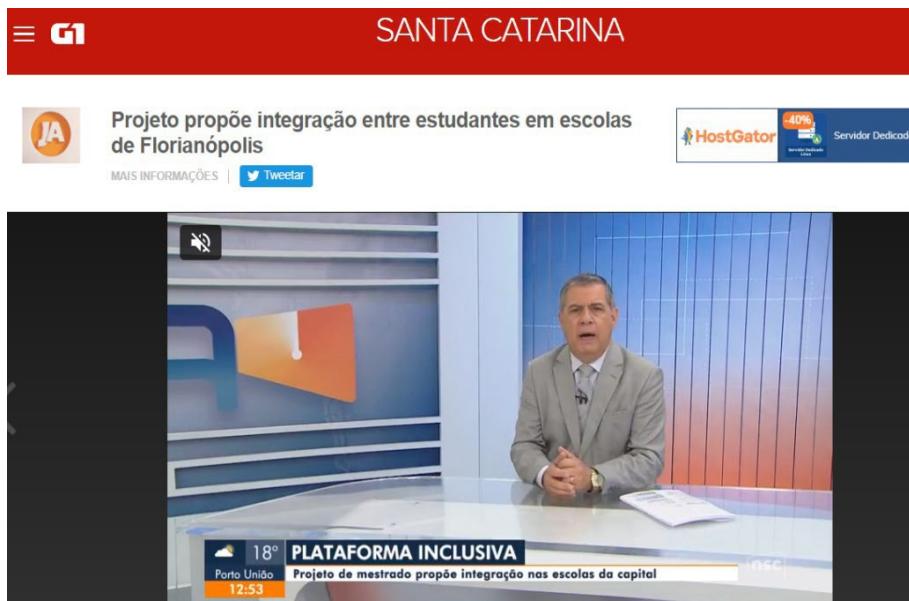 G1
SANTA CATARINA
JA
Projeto propõe integração entre estudantes em escolas
de Florianópolis
MAIS INFORMAÇÕES
Tweetar
HostGator
-40%
Servidor Dedicado
A
18°
PLATAFORMA INCLUSIVA
Porto União
Projeto de mestrado propõe integração nas escolas da capital
12:53
nsc